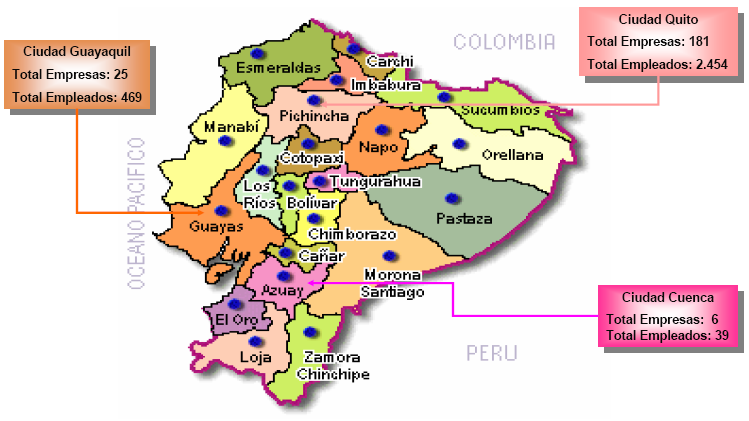 Ciudad Guayaquil
Total Empresas: 25
Total Empleados: 469
Ciudad Quito
Total Empresas: 181
Total Empleados: 2.454
COLOMBIA
Esmeraldas
Carchi
Imbabura
Sucumbíos
Pichincha
Manabí
Cotopaxi
Napo
Orellana
OCEANO PACIFICO
Los
Ríos
Bolívar
Tungurahua
Guayas
Chimborazo
Pastaza
Cañar
Morona
Santiago
Azuay
El Oro
Loja
Zamora
Chinchipe
PERU
Ciudad Cuenca
Total Empresas: 6
Total Empleados: 39